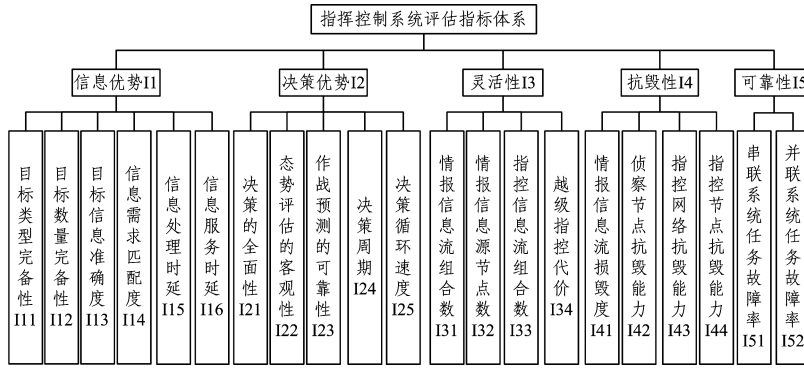 指挥控制系统评估指标体系
信息优势I1
决策优势I2
灵活性I3
抗毁性I4
可靠性I5
目标类型完备性I11
目标数量完备性I12
目标信息准确度I13
信息需求匹配度I14
信息处理时延I15
信息服务时延I16
决策的全面性I21
态势评估的客观性I22
作战预测的可靠性I23
决策周期I24
决策循环速度I25
情报信息流组合数I31
情报信息源节点数I32
指控信息流组合数I33
越级指控代价I34
情报信息流损毁度I41
侦察节点抗毁能力I42
指控网络抗毁能力I43
指控节点抗毁能力I44
串联系统任务故障率I51
并联系统任务故障率I52